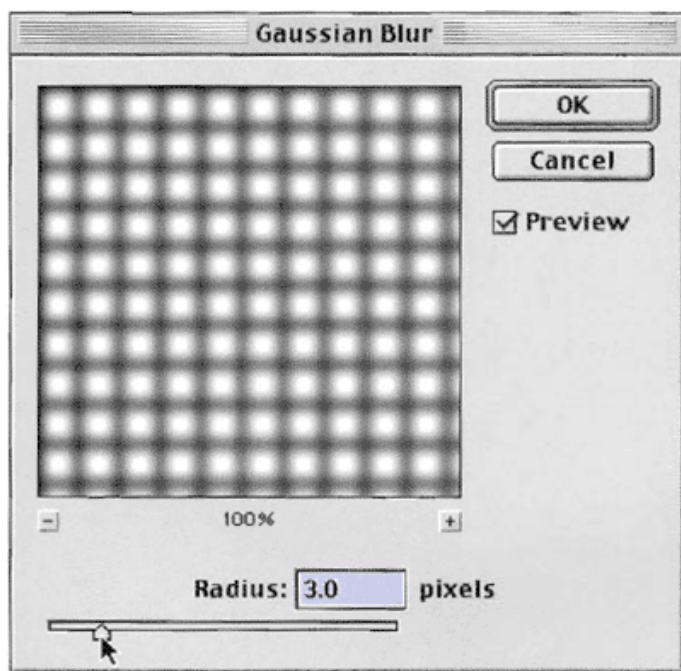 Gaussian Blur
OK
Cancel
Preview
- 100% +
Radius: 3.0 pixels